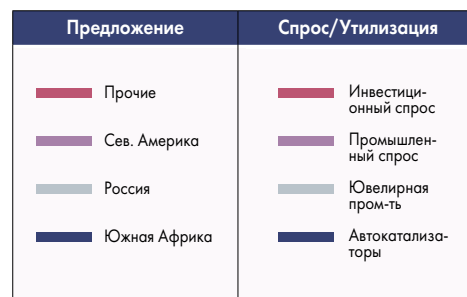 Предложение
Прочие
Сев. Америка
Россия
Южная Африка
Спрос/Утилизация
Инвестици-
онный спрос
Промышлен-
ный спрос
Ювелирная
пром-ть
Автокатализа-
торы